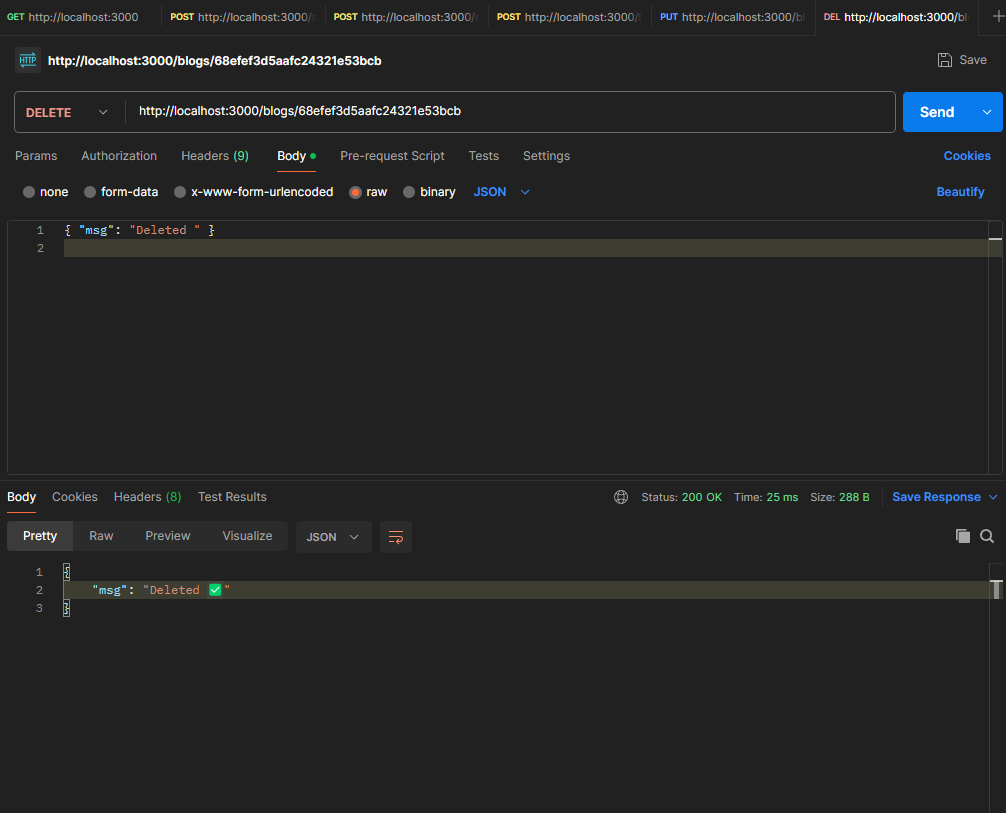 GET http://localhost:3000 POST http://localhost:3000/ POST http://localhost:3000/ POST http://localhost:3000/ PUT http://localhost:3000/bl DEL http://localhost:3000/bl
HTTP http://localhost:3000/blogs/68efef3d5aafc24321e53bcb Save
DELETE http://localhost:3000/blogs/68efef3d5aafc24321e53bcb Send
Params Authorization Headers (9) Body Pre-request Script Tests Settings Cookies
none form-data x-www-form-urlencoded raw binary JSON Beautify
1 { "msg": "Deleted " }
2
Body Cookies Headers (8) Test Results Status: 200 OK Time: 25 ms Size: 288 B Save Response
Pretty Raw Preview Visualize JSON
1 {
2 "msg": "Deleted ✅"
3 }